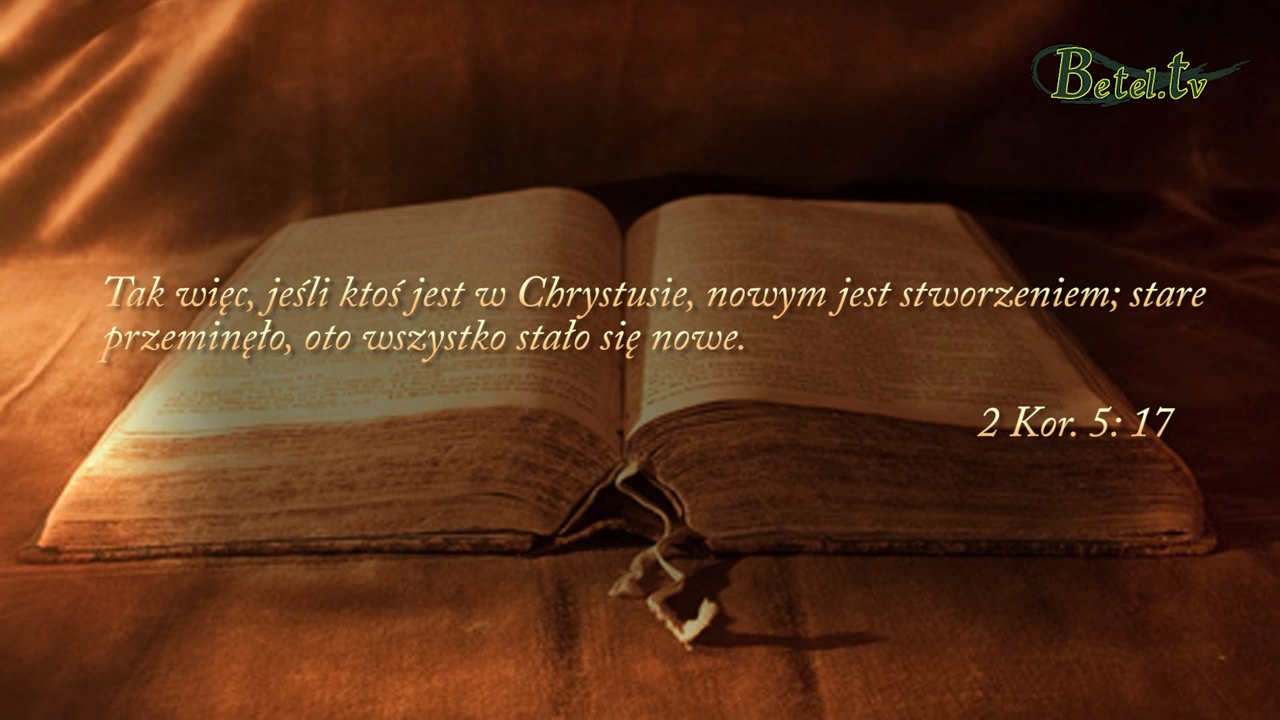 Betel.tv
Tak więc, jeśli ktoś jest w Chrystusie, nowym jest stworzeniem; stare
przeminęło, oto wszystko stało się nowe.
2 Kor. 5: 17